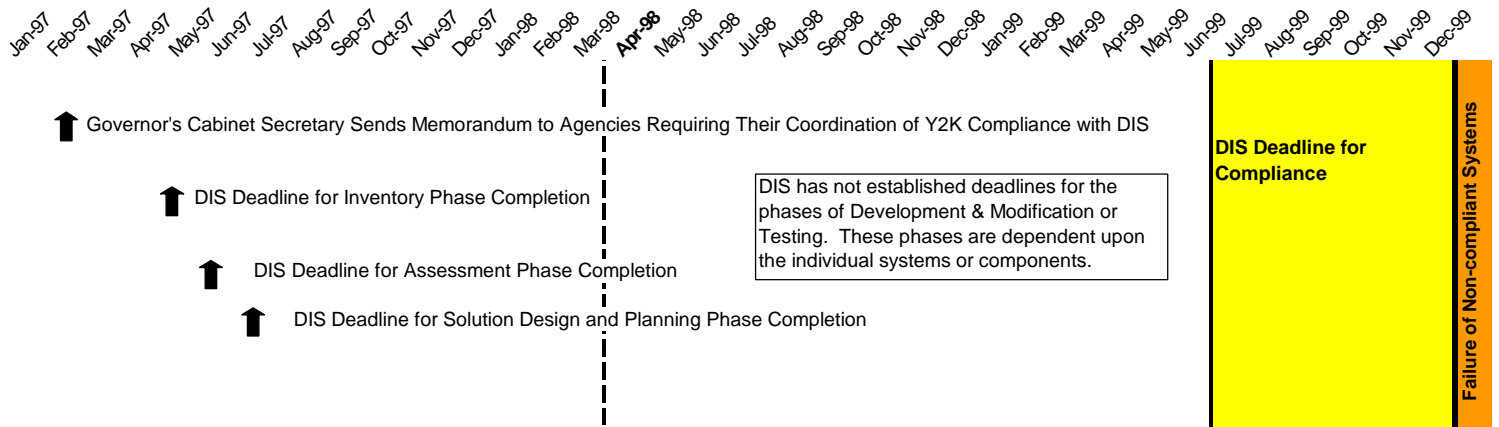 Jan-97 Feb-97 Mar-97 Apr-97 May-97 Jun-97 Jul-97 Aug-97 Sep-97 Oct-97 Nov-97 Dec-97 Jan-98 Feb-98 Mar-98 Apr-98 May-98 Jun-98 Jul-98 Aug-98 Sep-98 Oct-98 Nov-98 Dec-98 Jan-99 Feb-99 Mar-99 Apr-99 May-99 Jun-99 Jul-99 Aug-99 Sep-99 Oct-99 Nov-99 Dec-99
Governor's Cabinet Secretary Sends Memorandum to Agencies Requiring Their Coordination of Y2K Compliance with DIS
DIS Deadline for Inventory Phase Completion
DIS Deadline for Assessment Phase Completion
DIS Deadline for Solution Design and Planning Phase Completion
DIS has not established deadlines for the
phases of Development & Modification or
Testing.  These phases are dependent upon
the individual systems or components.
DIS Deadline for
Compliance
Failure of Non-compliant Systems